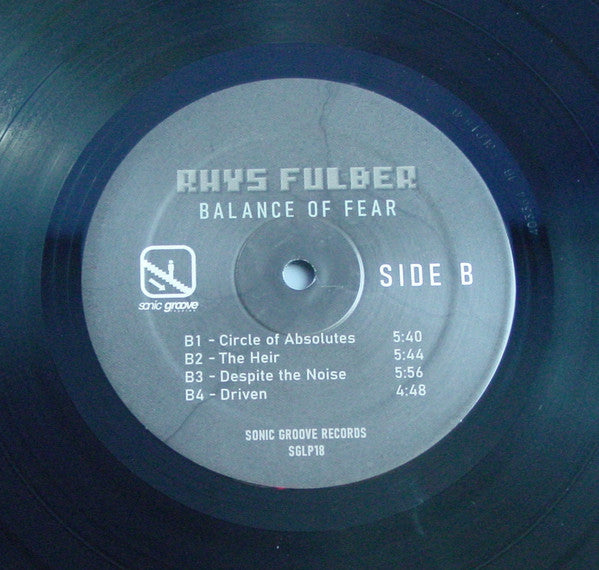 RHYS FULBER
BALANCE OF FEAR
SIDE B
sonic groove
B1 - Circle of Absolutes 5:40
B2 - The Heir 5:44
B3 - Despite the Noise 5:56
B4 - Driven 4:48
SONIC GROOVE RECORDS
SGLP18